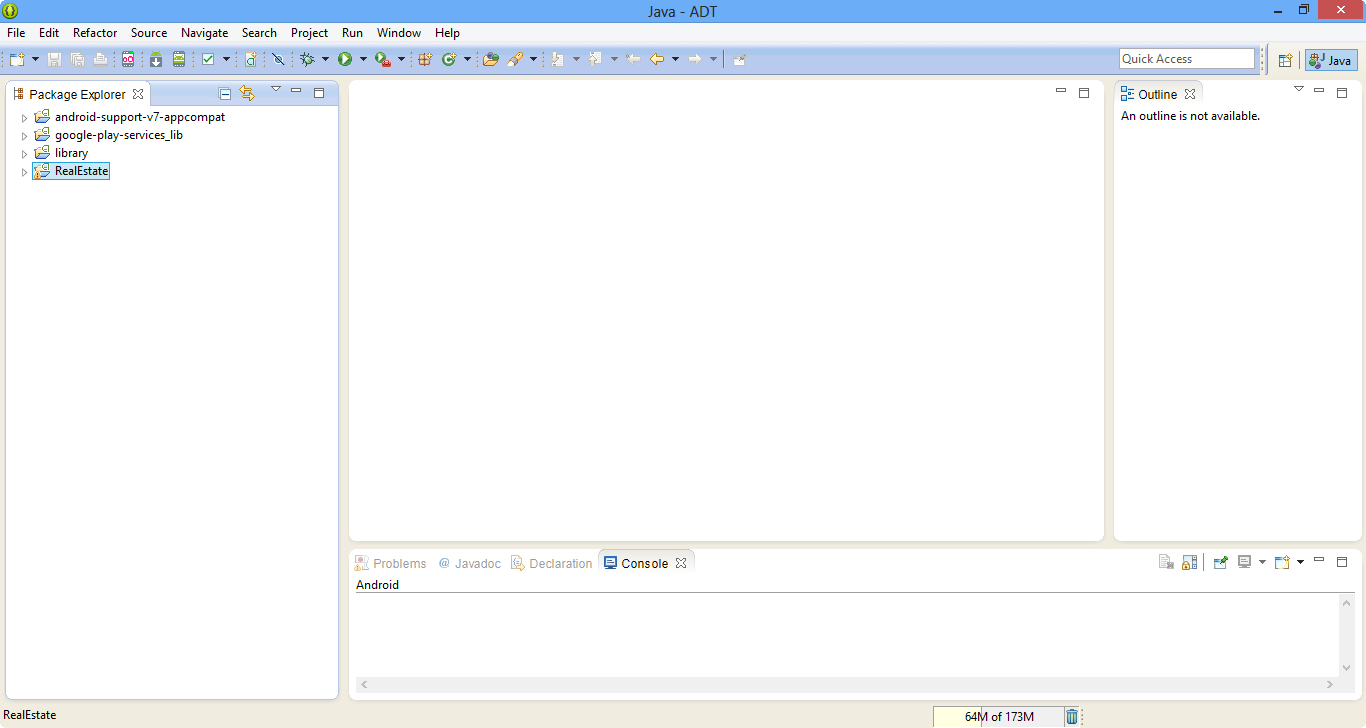 Java - ADT
File Edit Refactor Source Navigate Search Project Run Window Help
Quick Access
Java
Package Explorer
android-support-v7-appcompat
google-play-services_lib
library
RealEstate
Outline
An outline is not available.
Problems @ Javadoc Declaration Console
Android
RealEstate
64M of 173M